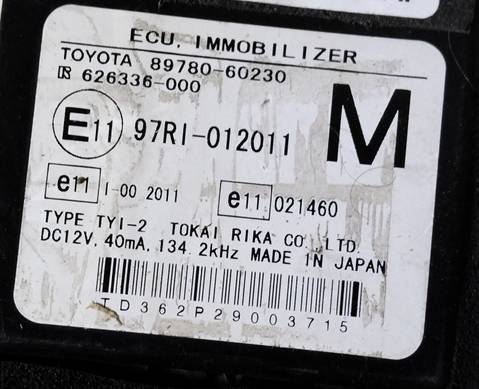 ECU, IMMOBILIZER
TOYOTA 89780-60230
626336-000
M
E11 97RI-012011
e11 I-00 2011 e11 021460
TYPE TYI-2 TOKAI RIKA CO.,LTD.
DC12V, 40mA, 134.2kHz MADE IN JAPAN
TD362P29003715